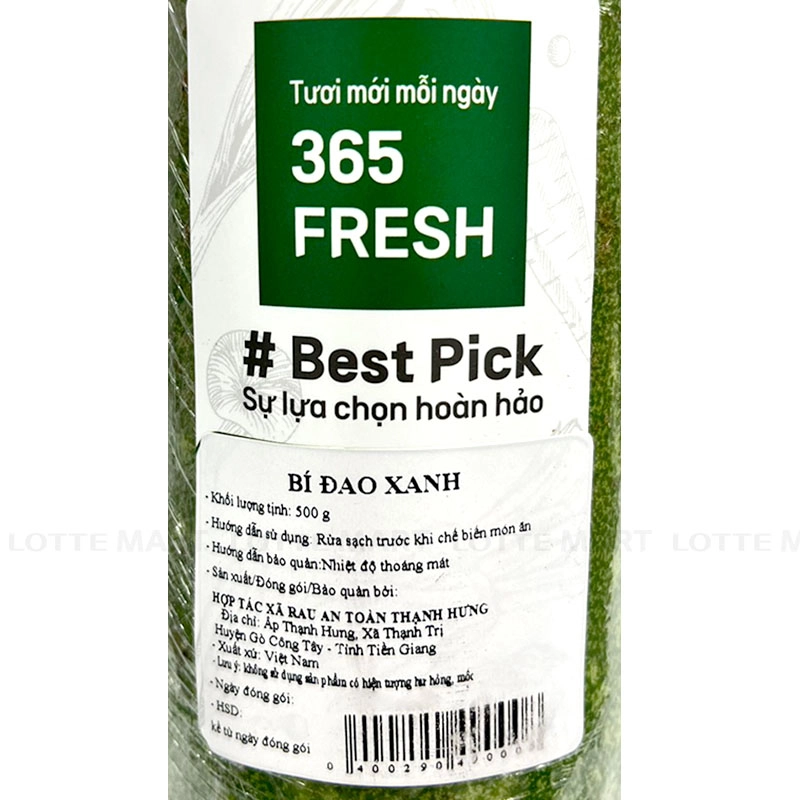 Tươi mới mỗi ngày
365
FRESH
# Best Pick
Sự lựa chọn hoàn hảo
BÍ ĐAO XANH
- Khối lượng tịnh: 500 g
- Hướng dẫn sử dụng: Rửa sạch trước khi chế biến món ăn
- Hướng dẫn bảo quản:Nhiệt độ thoáng mát
- Sản xuất/Đóng gói/Bảo quản bởi:
HỢP TÁC XÃ RAU AN TOÀN THẠNH HƯNG
Địa chỉ: Ấp Thạnh Hưng, Xã Thạnh Trị
Huyện Gò Công Tây - Tỉnh Tiền Giang
- Xuất xứ: Việt Nam
- Lưu ý: không sử dụng sản phẩm có hiện tượng hư hỏng, mốc
- Ngày đóng gói:
- HSD:
kể từ ngày đóng gói
LOTTE MART
LOTTE MART
LOTTE